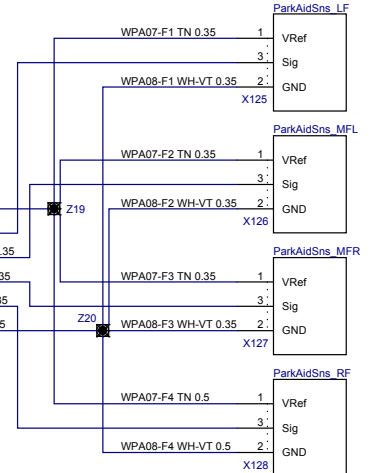 ParkAidSns_LF
WPA07-F1 TN 0.35 1 VRef
3 Sig
WPA08-F1 WH-VT 0.35 2 GND
X125
ParkAidSns_MFL
WPA07-F2 TN 0.35 1 VRef
3 Sig
WPA08-F2 WH-VT 0.35 2 GND
Z19
X126
.35
ParkAidSns_MFR
35 WPA07-F3 TN 0.35 1 VRef
35 3 Sig
Z20
5 WPA08-F3 WH-VT 0.35 2 GND
X127
ParkAidSns_RF
WPA07-F4 TN 0.5 1 VRef
3 Sig
WPA08-F4 WH-VT 0.5 2 GND
X128